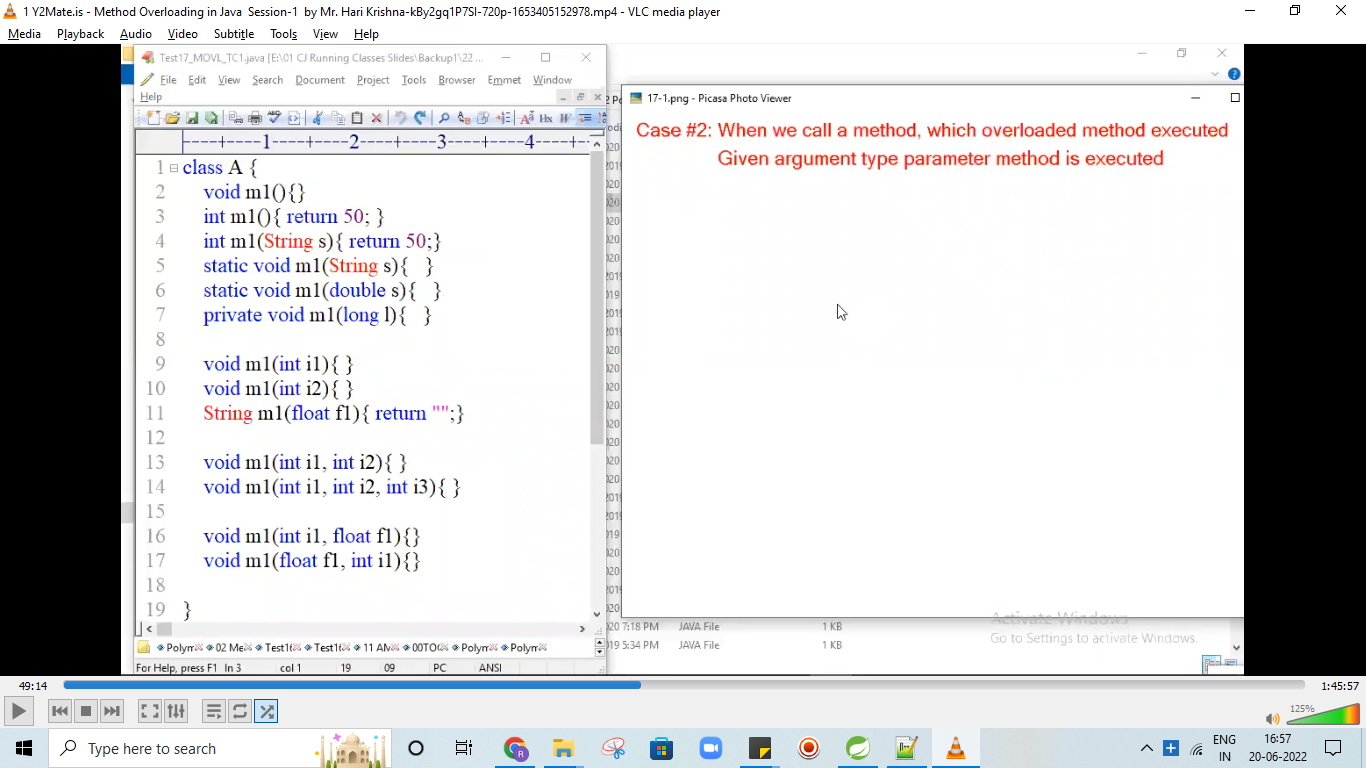 1 Y2Mate.is - Method Overloading in Java Session-1 by Mr. Hari Krishna-kBy2gq1P7SI-720p-1653405152978.mp4 - VLC media player
Media Playback Audio Video Subtitle Tools View Help
Test17_MOVL_TC1.java [E:\01 CJ Running Classes Slides\Backup1\22 ...
File Edit View Search Document Project Tools Browser Emmet Window
Help
----+----1----+----2----+----3----+----4----+-
1 class A {
2 void m1(){}
3 int m1(){ return 50; }
4 int m1(String s){ return 50;}
5 static void m1(String s){ }
6 static void m1(double s){ }
7 private void m1(long l){ }
8
9 void m1(int i1){ }
10 void m1(int i2){ }
11 String m1(float f1){ return "";}
12
13 void m1(int i1, int i2){ }
14 void m1(int i1, int i2, int i3){ }
15
16 void m1(int i1, float f1){}
17 void m1(float f1, int i1){}
18
19 }
Polym 02 Me Test1 Test1 11 AM 00TO Polym Polym
For Help, press F1 ln 3 col 1 19 09 PC ANSI
17-1.png - Picasa Photo Viewer
Case #2: When we call a method, which overloaded method executed
Given argument type parameter method is executed
Activate Windows
Go to Settings to activate Windows.
020 7:18 PM JAVA File 1 KB
019 5:34 PM JAVA File 1 KB
49:14 1:45:57
125%
Type here to search
ENG
IN
16:57
20-06-2022